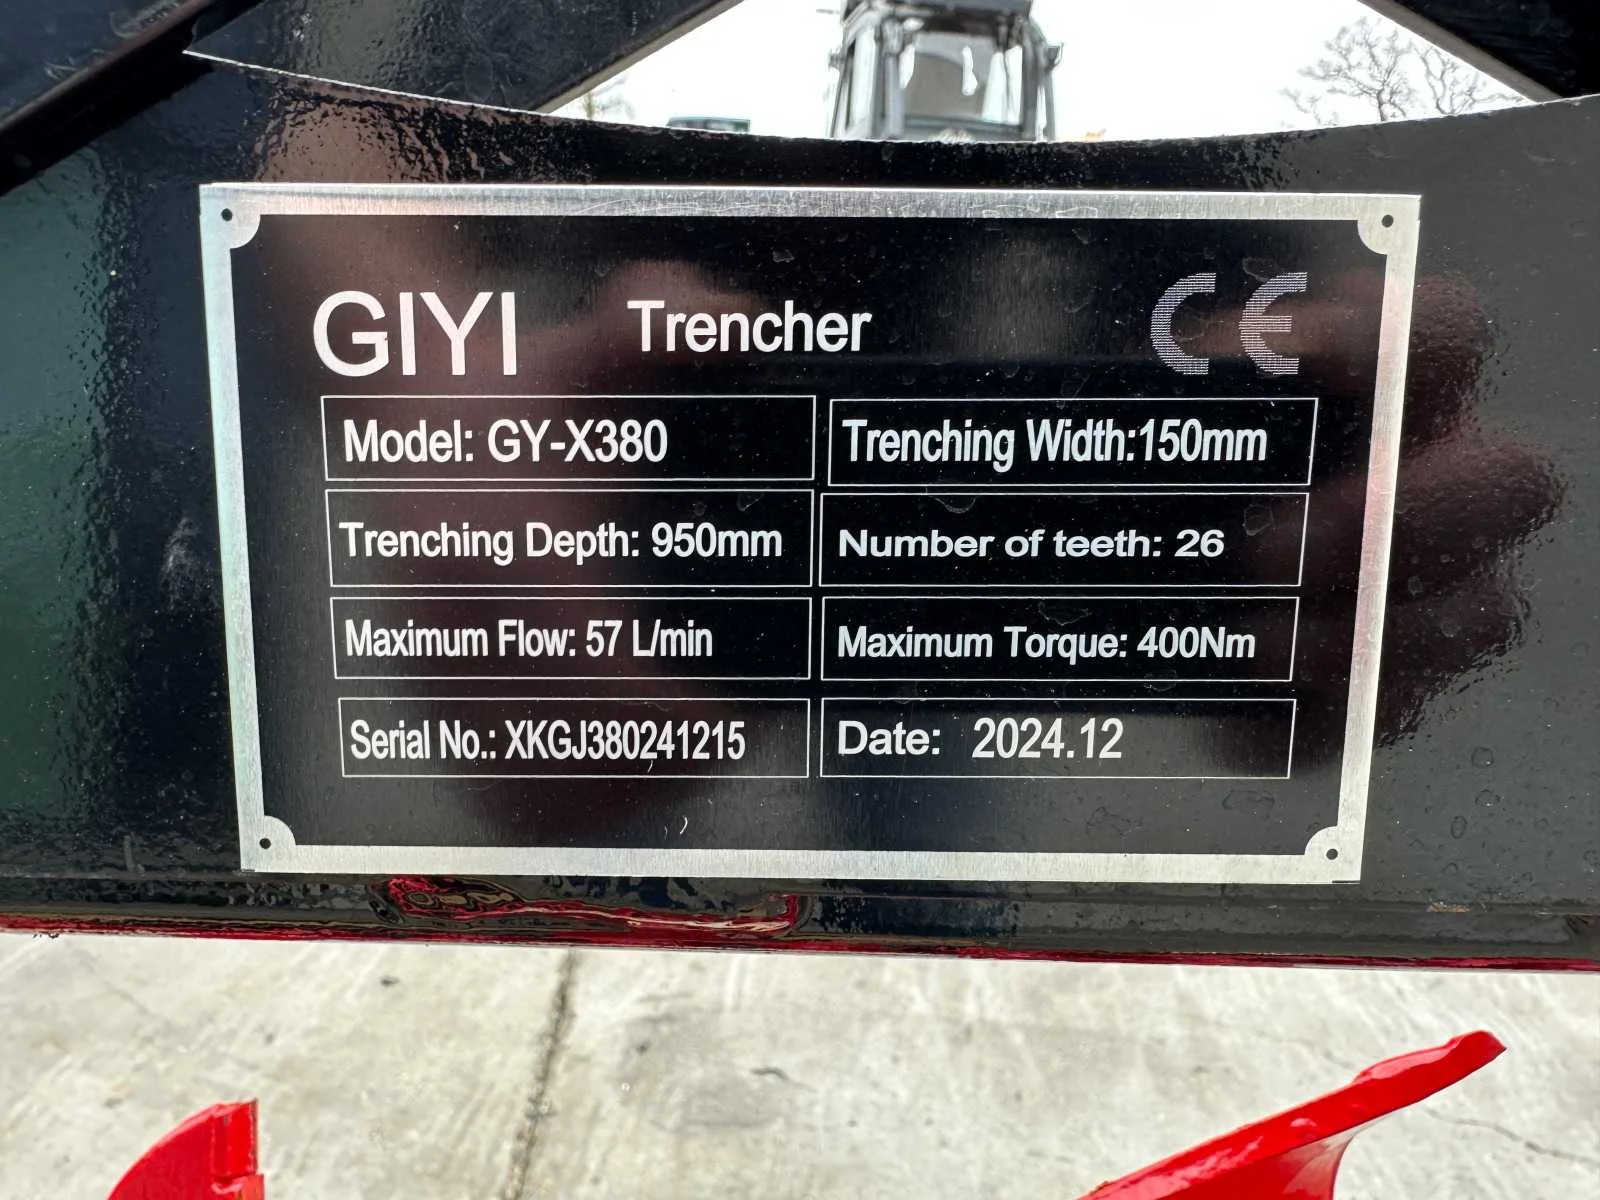 GIYI Trencher CE
Model: GY-X380 Trenching Width:150mm
Trenching Depth: 950mm Number of teeth: 26
Maximum Flow: 57 L/min Maximum Torque: 400Nm
Serial No.: XKGJ380241215 Date: 2024.12